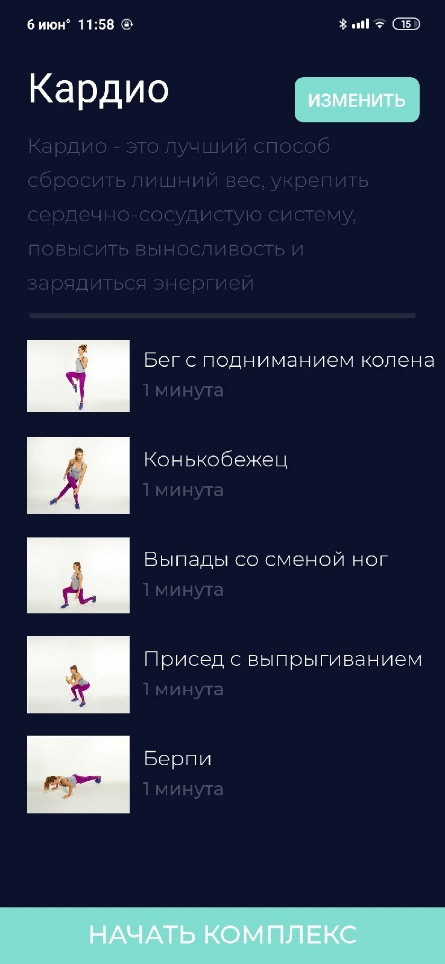 6 июн° 11:58
15
Кардио
ИЗМЕНИТЬ
Кардио - это лучший способ
сбросить лишний вес, укрепить
сердечно-сосудистую систему,
повысить выносливость и
зарядиться энергией
Бег с подниманием колена
1 минута
Конькобежец
1 минута
Выпады со сменой ног
1 минута
Присед с выпрыгиванием
1 минута
Берпи
1 минута
НАЧАТЬ КОМПЛЕКС